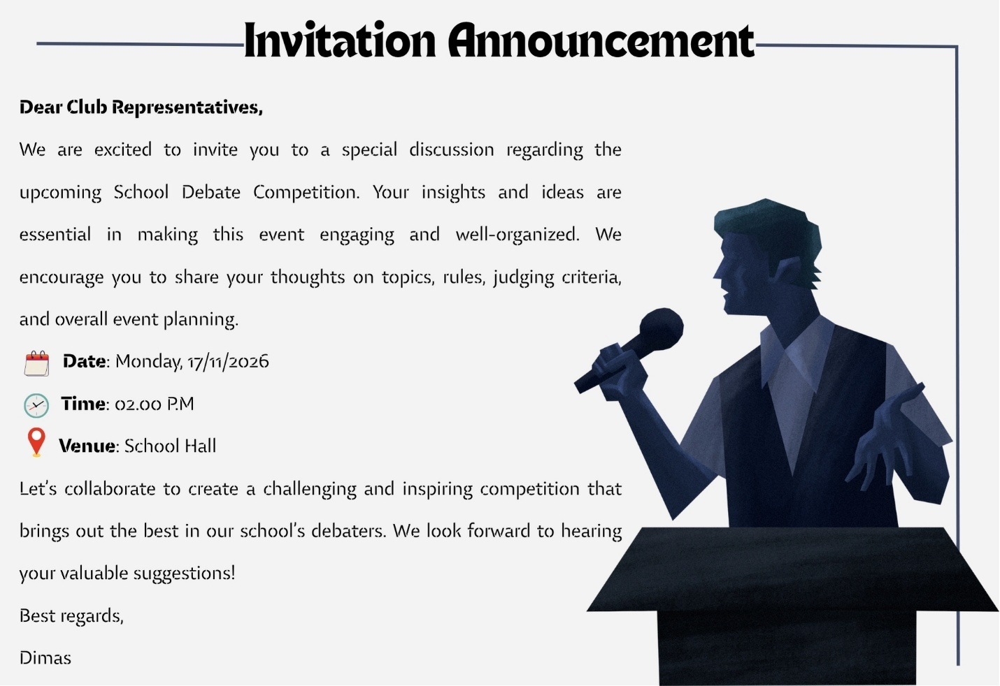 Invitation Announcement
Dear Club Representatives,
We are excited to invite you to a special discussion regarding the
upcoming School Debate Competition. Your insights and ideas are
essential in making this event engaging and well-organized. We
encourage you to share your thoughts on topics, rules, judging criteria,
and overall event planning.
Date: Monday, 17/11/2026
Time: 02.00 P.M
Venue: School Hall
Let's collaborate to create a challenging and inspiring competition that
brings out the best in our school's debaters. We look forward to hearing
your valuable suggestions!
Best regards,
Dimas